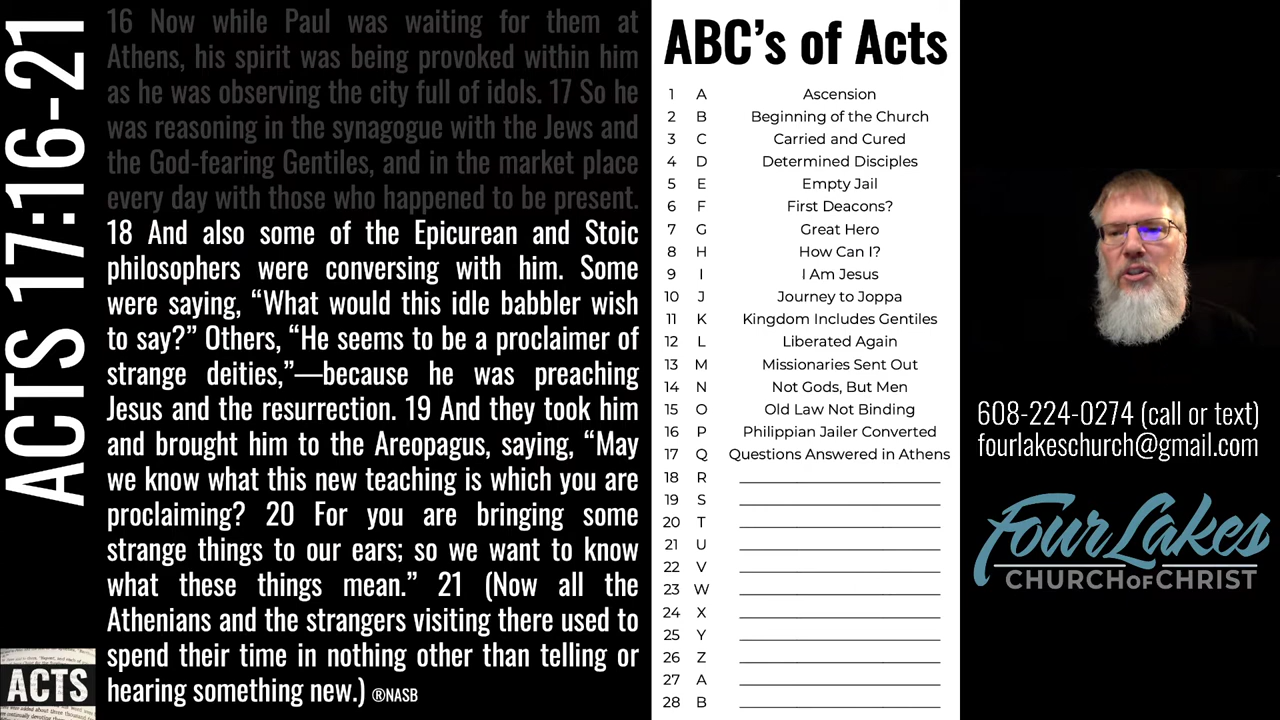 ACTS 17:16-21
16 Now while Paul was waiting for them at
Athens, his spirit was being provoked within him
as he was observing the city full of idols. 17 So he
was reasoning in the synagogue with the Jews and
the God-fearing Gentiles, and in the market place
every day with those who happened to be present.
18 And also some of the Epicurean and Stoic
philosophers were conversing with him. Some
were saying, “What would this idle babbler wish
to say?” Others, “He seems to be a proclaimer of
strange deities,”—because he was preaching
Jesus and the resurrection. 19 And they took him
and brought him to the Areopagus, saying, “May
we know what this new teaching is which you are
proclaiming? 20 For you are bringing some
strange things to our ears; so we want to know
what these things mean.” 21 (Now all the
Athenians and the strangers visiting there used to
spend their time in nothing other than telling or
hearing something new.) ®NASB
ACTS
ABC’s of Acts
1 A Ascension
2 B Beginning of the Church
3 C Carried and Cured
4 D Determined Disciples
5 E Empty Jail
6 F First Deacons?
7 G Great Hero
8 H How Can I?
9 I I Am Jesus
10 J Journey to Joppa
11 K Kingdom Includes Gentiles
12 L Liberated Again
13 M Missionaries Sent Out
14 N Not Gods, But Men
15 O Old Law Not Binding
16 P Philippian Jailer Converted
17 Q Questions Answered in Athens
18 R
19 S
20 T
21 U
22 V
23 W
24 X
25 Y
26 Z
27 A
28 B
608-224-0274 (call or text)
fourlakeschurch@gmail.com
Four Lakes
CHURCH OF CHRIST